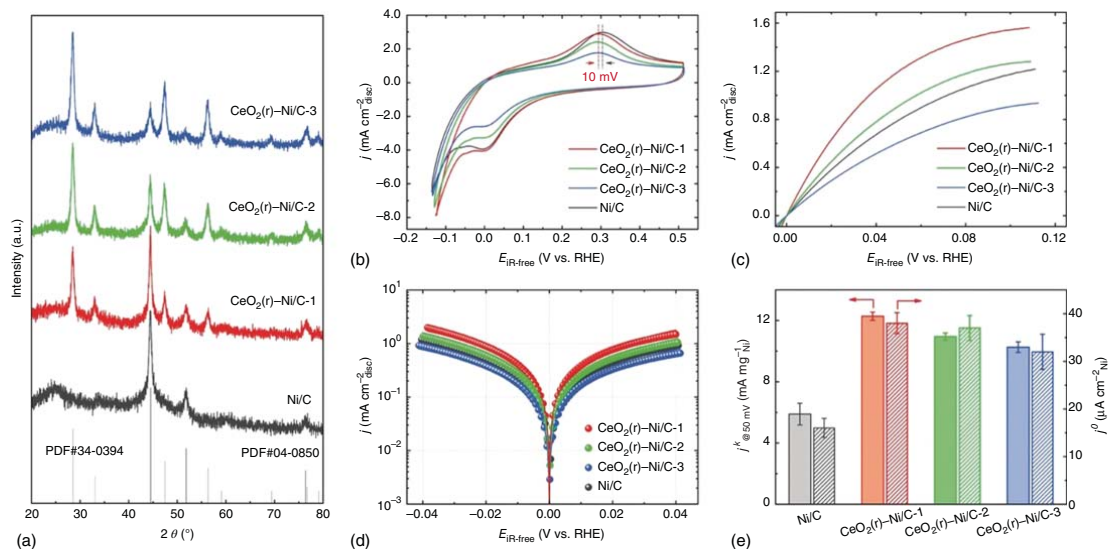 CeO2(r)–Ni/C-3
CeO2(r)–Ni/C-2
CeO2(r)–Ni/C-1
Ni/C
PDF#34-0394
PDF#04-0850
Intensity (a.u.)
20 30 40 50 60 70 80
2 θ (°)
(a)
4.0
2.0
0.0
−2.0
−4.0
−6.0
−8.0
j (mA cm−2disc)
10 mV
CeO2(r)–Ni/C-1
CeO2(r)–Ni/C-2
CeO2(r)–Ni/C-3
Ni/C
−0.2 −0.1 0.0 0.1 0.2 0.3 0.4 0.5
EiR-free (V vs. RHE)
(b)
1.6
1.2
0.8
0.4
0.0
j (mA cm−2disc)
CeO2(r)–Ni/C-1
CeO2(r)–Ni/C-2
CeO2(r)–Ni/C-3
Ni/C
0.00 0.04 0.08 0.12
EiR-free (V vs. RHE)
(c)
10^1
10^0
10^−1
10^−2
10^−3
j (mA cm−2disc)
CeO2(r)–Ni/C-1
CeO2(r)–Ni/C-2
CeO2(r)–Ni/C-3
Ni/C
−0.04 −0.02 0.00 0.02 0.04
EiR-free (V vs. RHE)
(d)
12
8
4
0
j^k @50 mV (mA mg−1Ni)
40
30
20
10
0
j^0 (μA cm−2Ni)
Ni/C
CeO2(r)–Ni/C-1
CeO2(r)–Ni/C-2
CeO2(r)–Ni/C-3
(e)